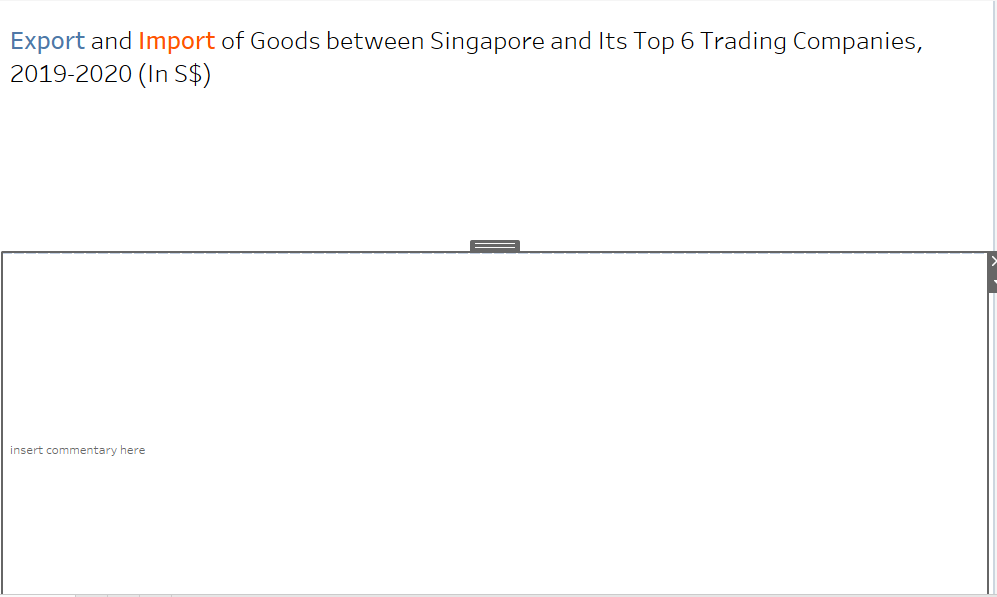 Export and Import of Goods between Singapore and Its Top 6 Trading Companies,
2019-2020 (In S$)
insert commentary here